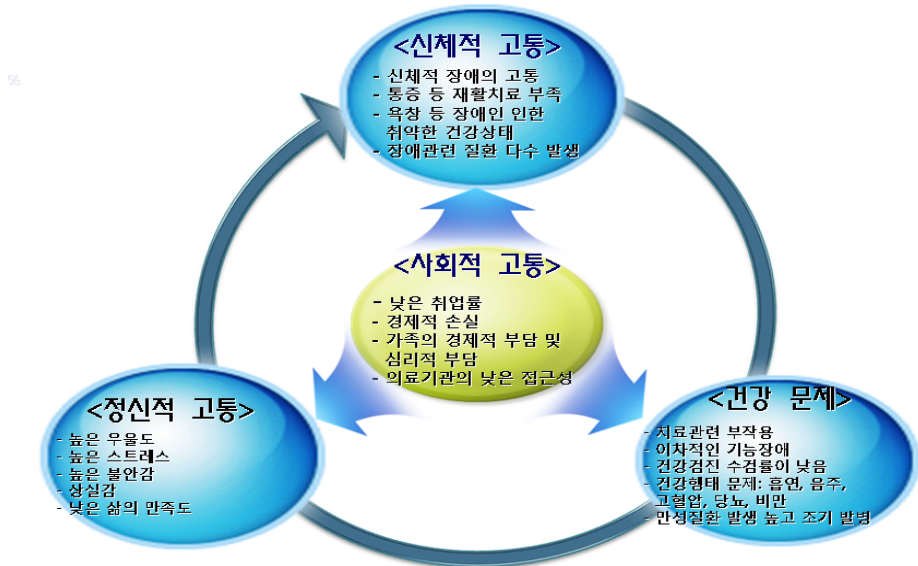 %
<신체적 고통>
- 신체적 장애의 고통
- 통증 등 재활치료 부족
- 욕창 등 장애인 인한
취약한 건강상태
- 장애관련 질환 다수 발생
<사회적 고통>
- 낮은 취업률
- 경제적 손실
- 가족의 경제적 부담 및
심리적 부담
- 의료기관의 낮은 접근성
<정신적 고통>
- 높은 우울도
- 높은 스트레스
- 높은 불안감
- 상실감
- 낮은 삶의 만족도
<건강 문제>
- 치료관련 부작용
- 이차적인 기능장애
- 건강검진 수검률이 낮음
- 건강행태 문제: 흡연, 음주,
고혈압, 당뇨, 비만
- 만성질환 발생 높고 조기 발병